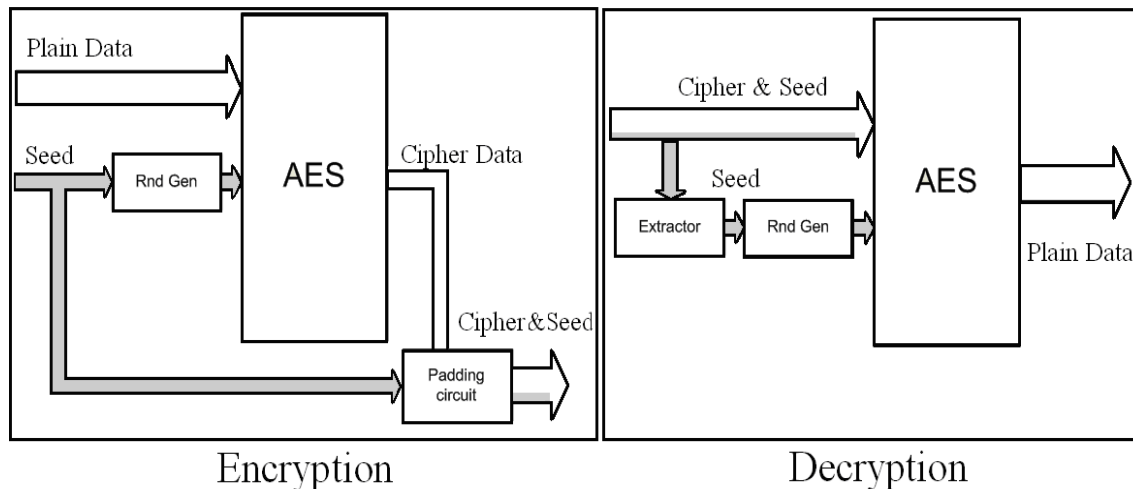 Plain Data
Seed
Rnd Gen
AES
Cipher Data
Cipher&Seed
Padding
circuit
Encryption
Cipher & Seed
Seed
Extractor
Rnd Gen
AES
Plain Data
Decryption